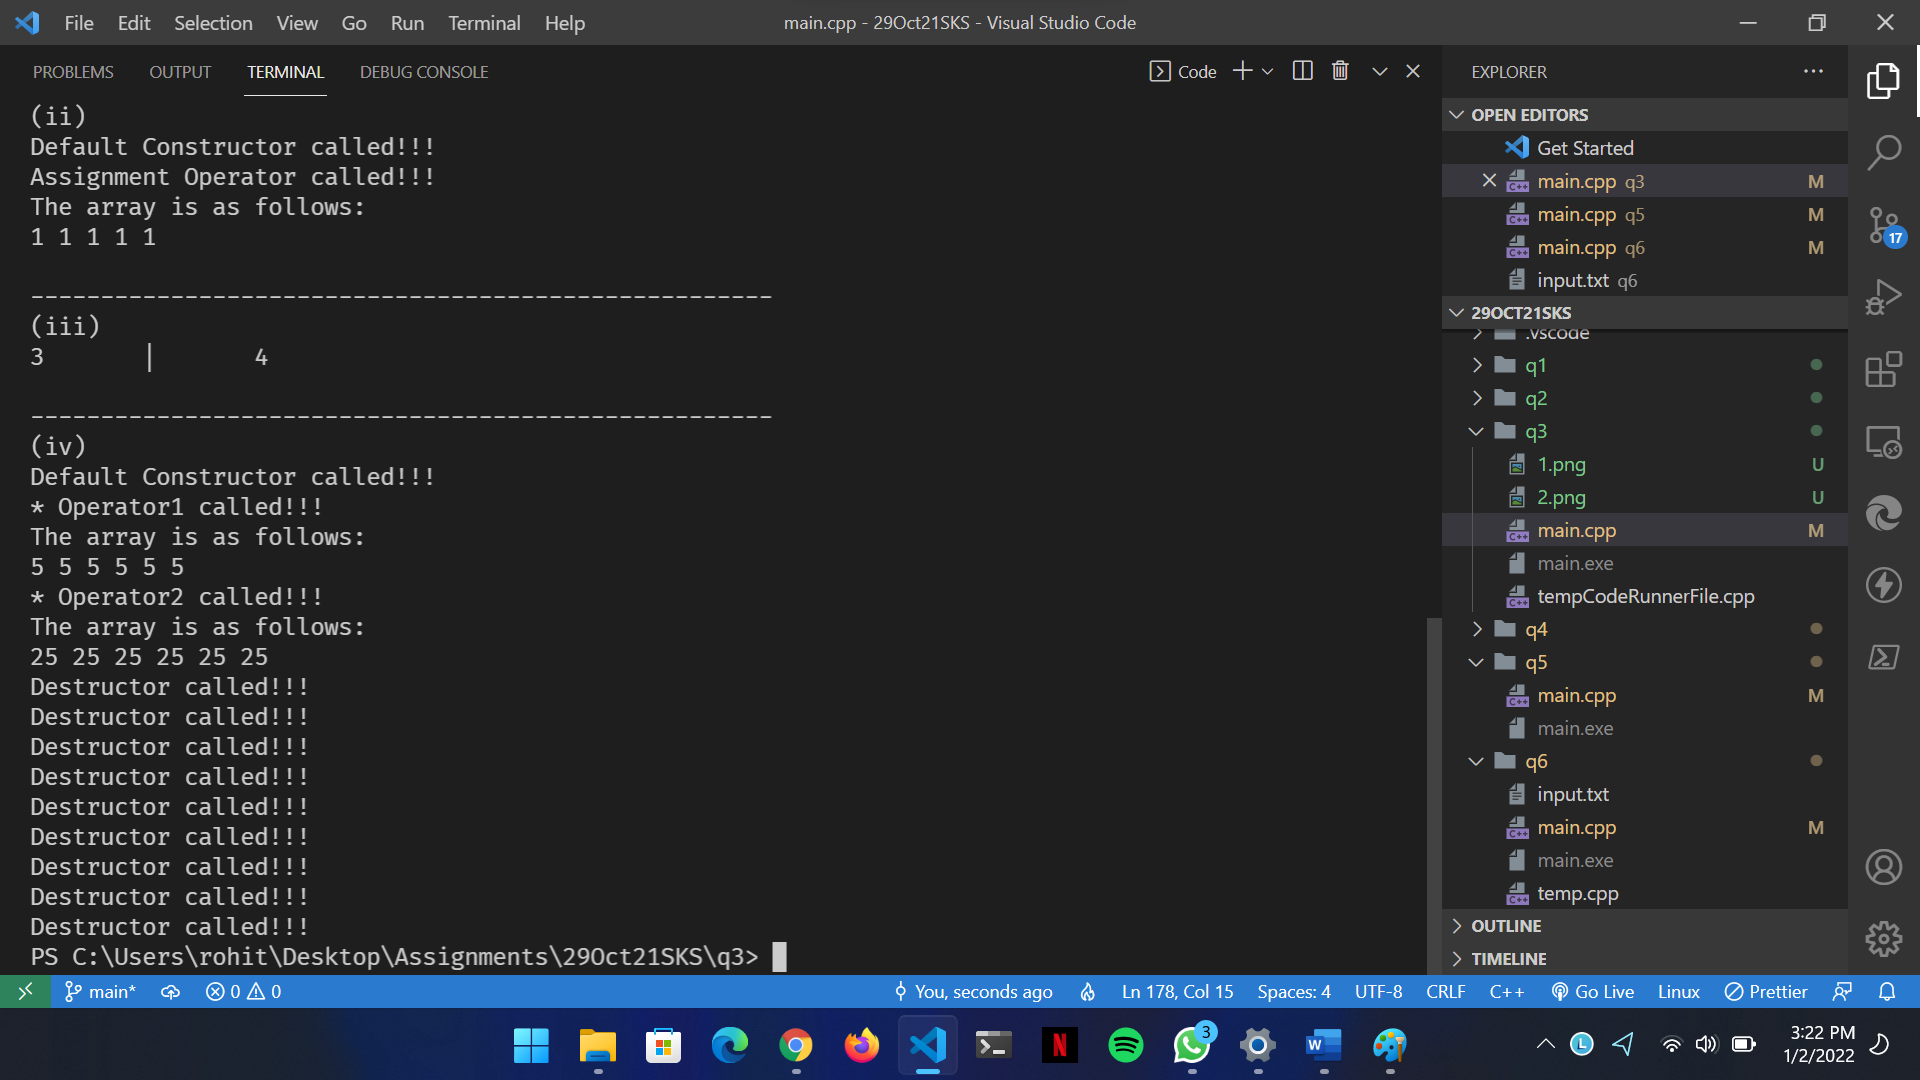 File Edit Selection View Go Run Terminal Help
main.cpp - 29Oct21SKS - Visual Studio Code
PROBLEMS OUTPUT TERMINAL DEBUG CONSOLE
Code
(ii)
Default Constructor called!!!
Assignment Operator called!!!
The array is as follows:
1 1 1 1 1
-----------------------------------------------------
(iii)
3 | 4
-----------------------------------------------------
(iv)
Default Constructor called!!!
* Operator1 called!!!
The array is as follows:
5 5 5 5 5 5
* Operator2 called!!!
The array is as follows:
25 25 25 25 25 25
Destructor called!!!
Destructor called!!!
Destructor called!!!
Destructor called!!!
Destructor called!!!
Destructor called!!!
Destructor called!!!
Destructor called!!!
Destructor called!!!
PS C:\Users\rohit\Desktop\Assignments\29Oct21SKS\q3>
EXPLORER
OPEN EDITORS
Get Started
main.cpp q3 M
main.cpp q5 M
main.cpp q6 M
input.txt q6
29OCT21SKS
.vscode
q1
q2
q3
1.png U
2.png U
main.cpp M
main.exe
tempCodeRunnerFile.cpp
q4
q5
main.cpp M
main.exe
q6
input.txt
main.cpp M
main.exe
temp.cpp
OUTLINE
TIMELINE
17
main* 0 0 You, seconds ago Ln 178, Col 15 Spaces: 4 UTF-8 CRLF C++ Go Live Linux Prettier
3
3:22 PM
1/2/2022